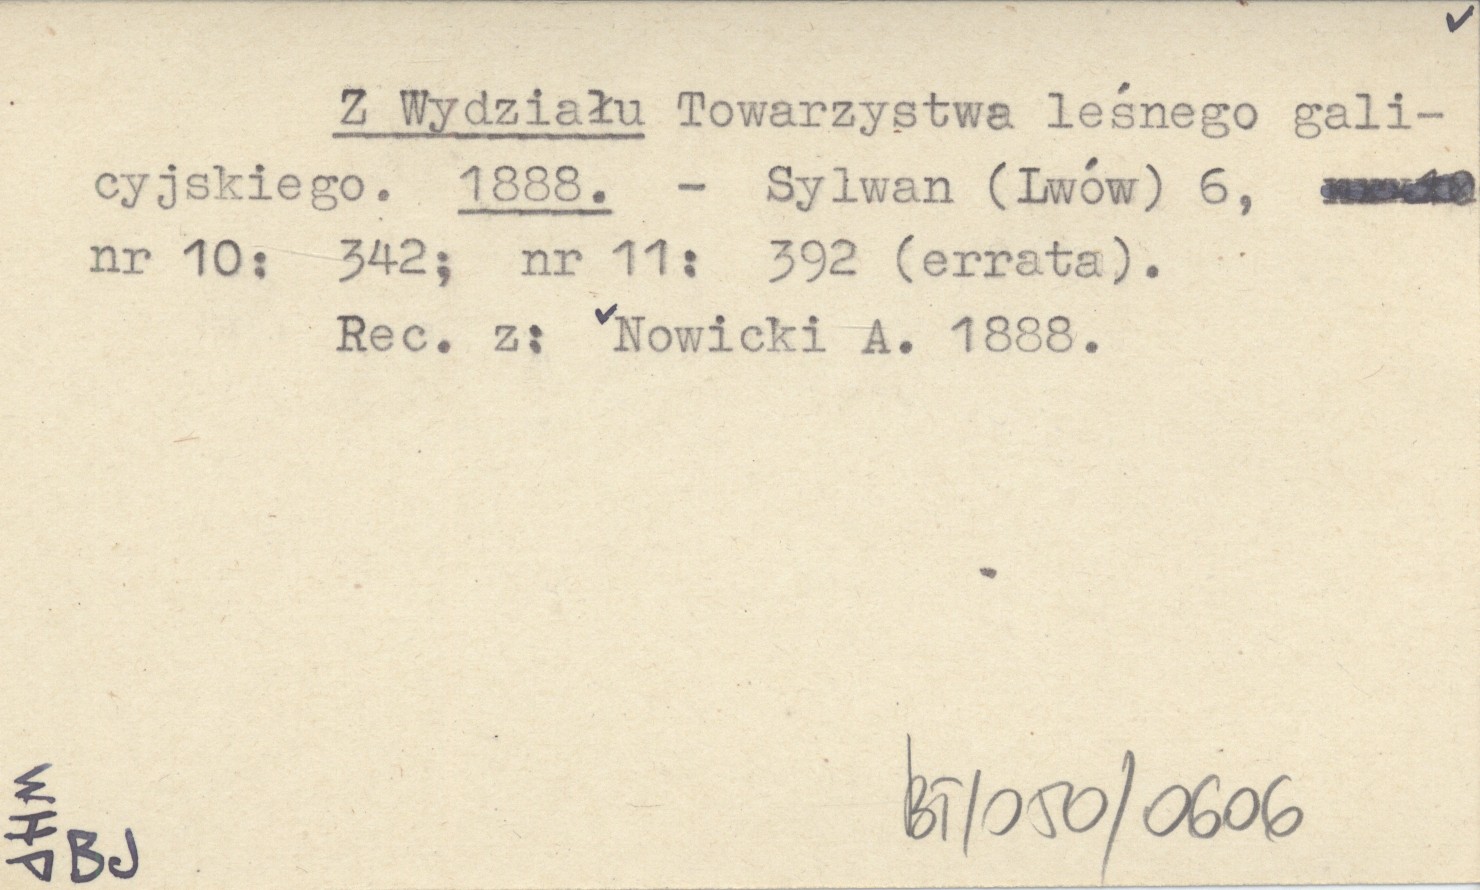 Z Wydziału Towarzystwa leśnego gali-
cyjskiego. 1888. - Sylwan (Lwów) 6,
nr 10: 342; nr 11: 392 (errata).
Rec. z: Nowicki A. 1888.
BT/050/0606
BJ